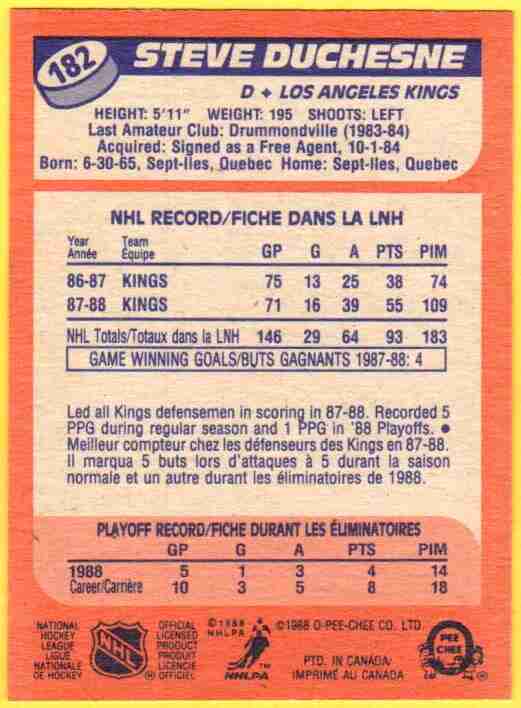 182
STEVE DUCHESNE
D ♦ LOS ANGELES KINGS
HEIGHT: 5'11" WEIGHT: 195 SHOOTS: LEFT
Last Amateur Club: Drummondville (1983-84)
Acquired: Signed as a Free Agent, 10-1-84
Born: 6-30-65, Sept-Iles, Quebec Home: Sept-Iles, Quebec
NHL RECORD/FICHE DANS LA LNH
Year Team
Année Équipe GP G A PTS PIM
86-87 KINGS 75 13 25 38 74
87-88 KINGS 71 16 39 55 109
NHL Totals/Totaux dans la LNH 146 29 64 93 183
GAME WINNING GOALS/BUTS GAGNANTS 1987-88: 4
Led all Kings defensemen in scoring in 87-88. Recorded 5
PPG during regular season and 1 PPG in '88 Playoffs. ●
Meilleur compteur chez les défenseurs des Kings en 87-88.
Il marqua 5 buts lors d'attaques à 5 durant la saison
normale et un autre durant les éliminatoires de 1988.
PLAYOFF RECORD/FICHE DURANT LES ÉLIMINATOIRES
GP G A PTS PIM
1988 5 1 3 4 14
Career/Carrière 10 3 5 8 18
NATIONAL
HOCKEY
LEAGUE
LIGUE
NATIONALE
DE HOCKEY
NHL
OFFICIAL
LICENSED
PRODUCT
PRODUIT
LICENCIE
OFFICIEL
©1988
NHLPA
NHLPA™
©1988 O-PEE-CHEE CO. LTD.
PTD. IN CANADA
IMPRIMÉ AU CANADA
O
PEE
CHEE